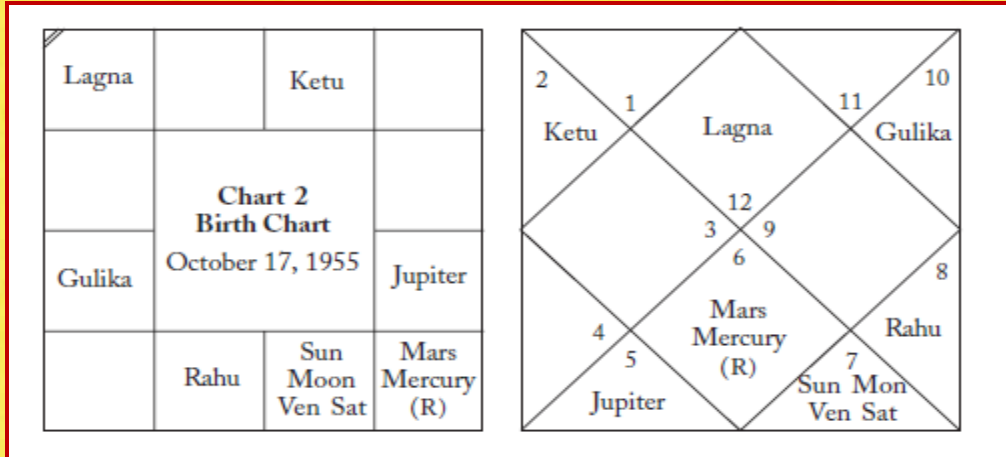 Lagna
Ketu
Chart 2
Birth Chart
October 17, 1955
Gulika
Jupiter
Rahu
Sun
Moon
Ven Sat
Mars
Mercury
(R)
2
1
11
10
Ketu
Lagna
Gulika
12
3
9
6
8
Mars
Mercury
(R)
Rahu
4
5
7
Jupiter
Sun Mon
Ven Sat